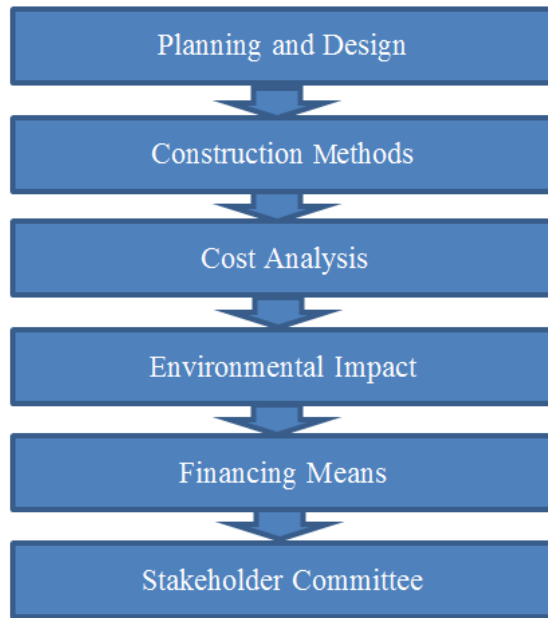 Planning and Design
Construction Methods
Cost Analysis
Environmental Impact
Financing Means
Stakeholder Committee